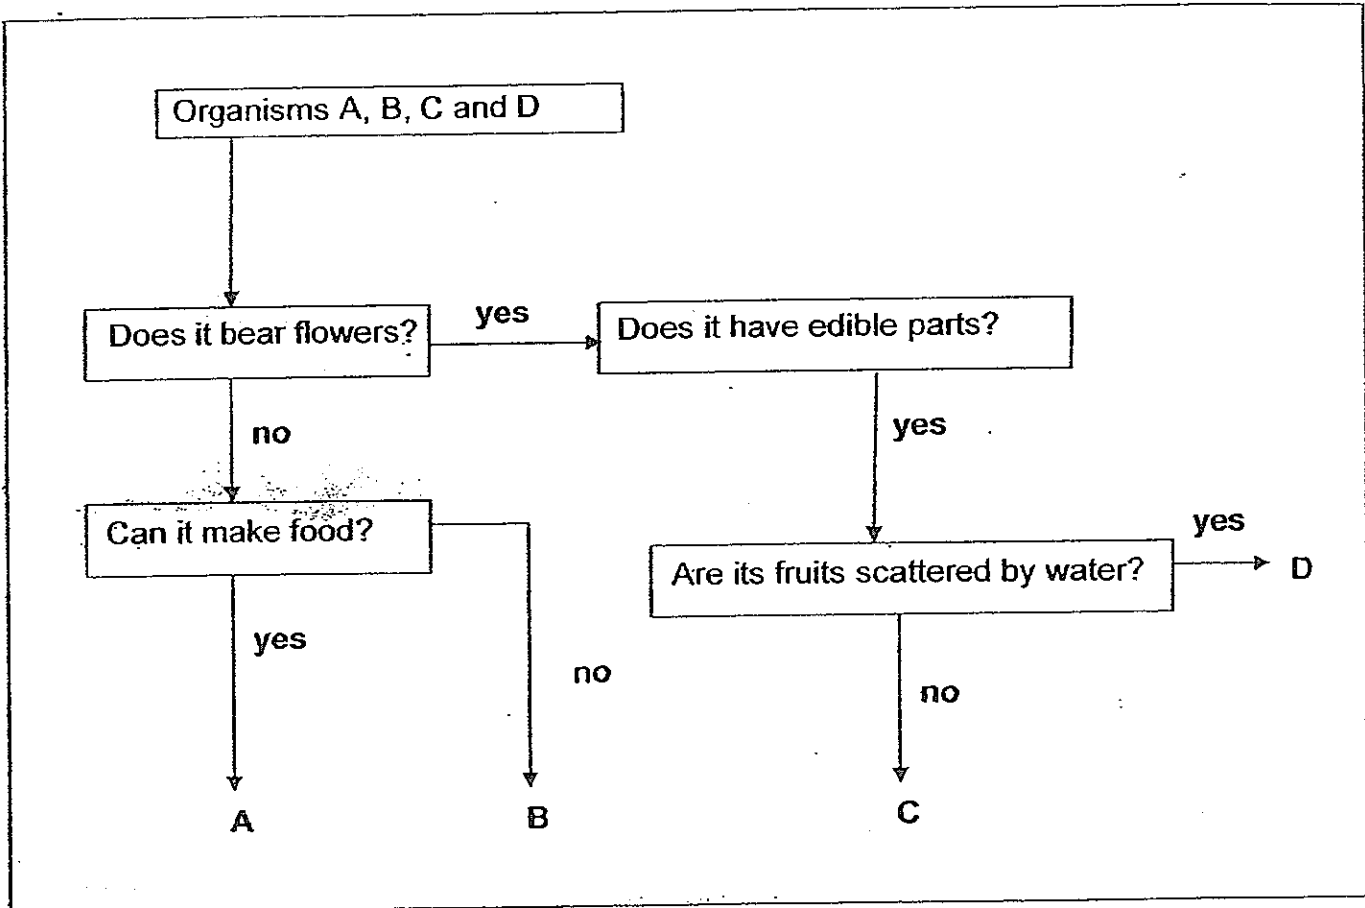 Organisms A, B, C and D
Does it bear flowers?
yes
Does it have edible parts?
no
yes
Can it make food?
Are its fruits scattered by water?
yes
D
yes
no
no
A
B
C